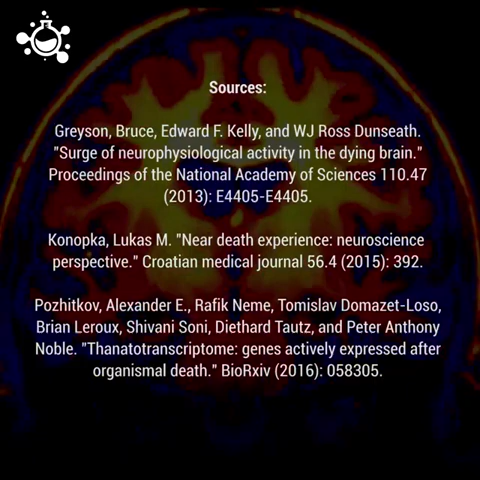 Sources:
Greyson, Bruce, Edward F. Kelly, and WJ Ross Dunseath.
"Surge of neurophysiological activity in the dying brain."
Proceedings of the National Academy of Sciences 110.47
(2013): E4405-E4405.
Konopka, Lukas M. "Near death experience: neuroscience
perspective." Croatian medical journal 56.4 (2015): 392.
Pozhitkov, Alexander E., Rafik Neme, Tomislav Domazet-Loso,
Brian Leroux, Shivani Soni, Diethard Tautz, and Peter Anthony
Noble. "Thanatotranscriptome: genes actively expressed after
organismal death." BioRxiv (2016): 058305.